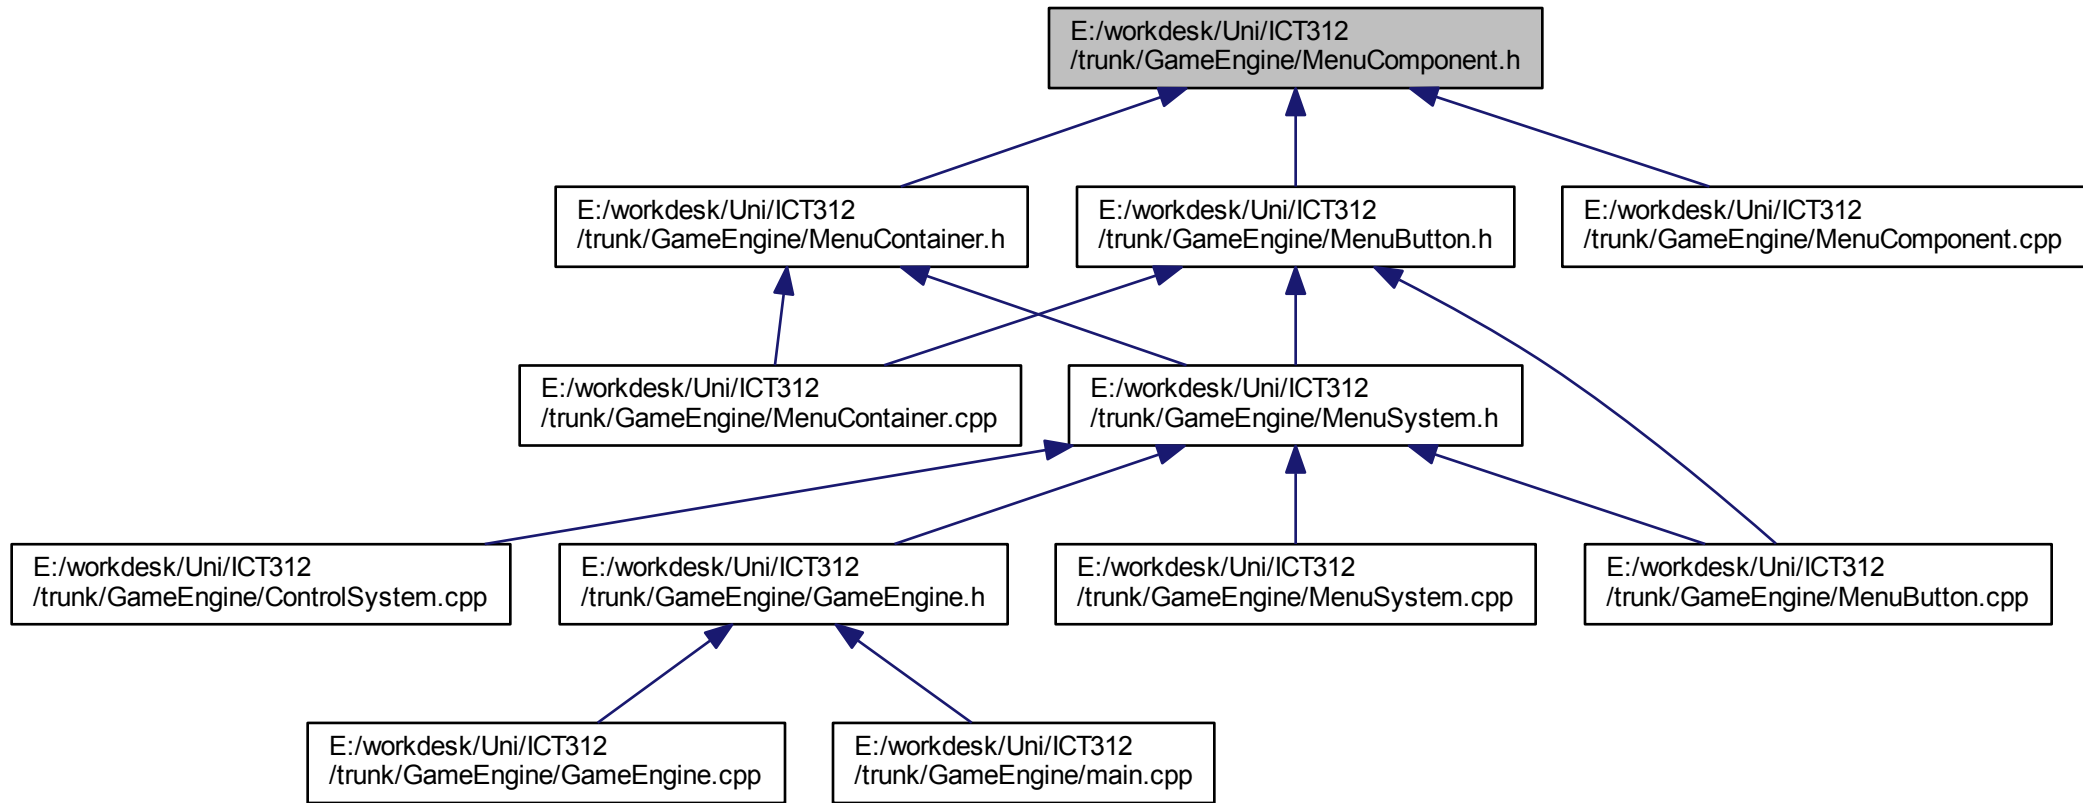 E:/workdesk/Uni/ICT312
/trunk/GameEngine/MenuComponent.h
E:/workdesk/Uni/ICT312
/trunk/GameEngine/MenuContainer.h
E:/workdesk/Uni/ICT312
/trunk/GameEngine/MenuButton.h
E:/workdesk/Uni/ICT312
/trunk/GameEngine/MenuComponent.cpp
E:/workdesk/Uni/ICT312
/trunk/GameEngine/MenuContainer.cpp
E:/workdesk/Uni/ICT312
/trunk/GameEngine/MenuSystem.h
E:/workdesk/Uni/ICT312
/trunk/GameEngine/ControlSystem.cpp
E:/workdesk/Uni/ICT312
/trunk/GameEngine/GameEngine.h
E:/workdesk/Uni/ICT312
/trunk/GameEngine/MenuSystem.cpp
E:/workdesk/Uni/ICT312
/trunk/GameEngine/MenuButton.cpp
E:/workdesk/Uni/ICT312
/trunk/GameEngine/GameEngine.cpp
E:/workdesk/Uni/ICT312
/trunk/GameEngine/main.cpp